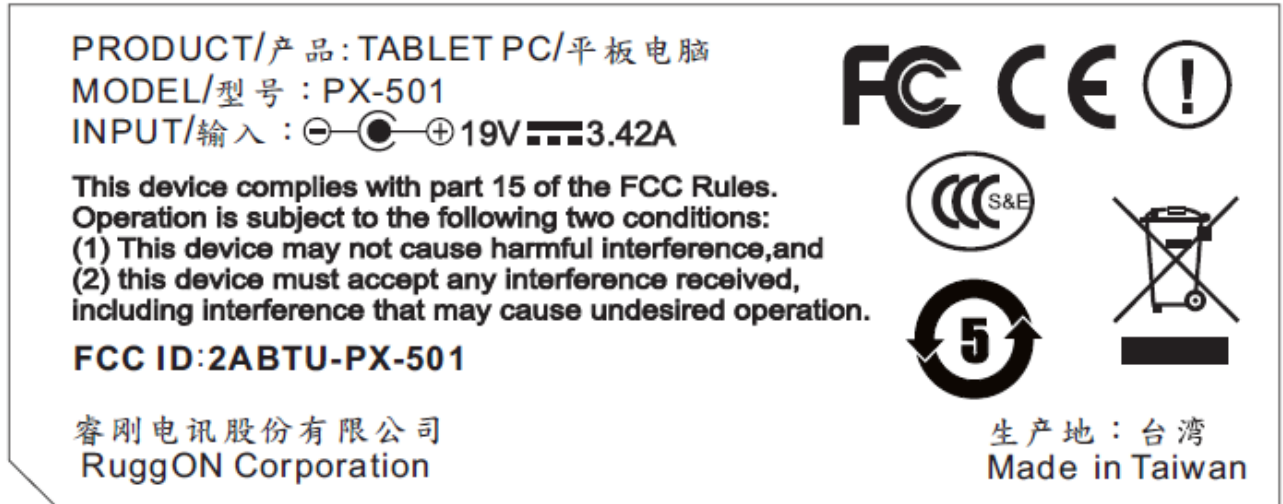 PRODUCT/产品: TABLET PC/平板电脑
MODEL/型号：PX-501
INPUT/输入：19V 3.42A
This device complies with part 15 of the FCC Rules.
Operation is subject to the following two conditions:
(1) This device may not cause harmful interference,and
(2) this device must accept any interference received,
including interference that may cause undesired operation.
FCC ID:2ABTU-PX-501
睿刚电讯股份有限公司
RuggON Corporation
FC CE !
CCC S&E
5
生产地：台湾
Made in Taiwan